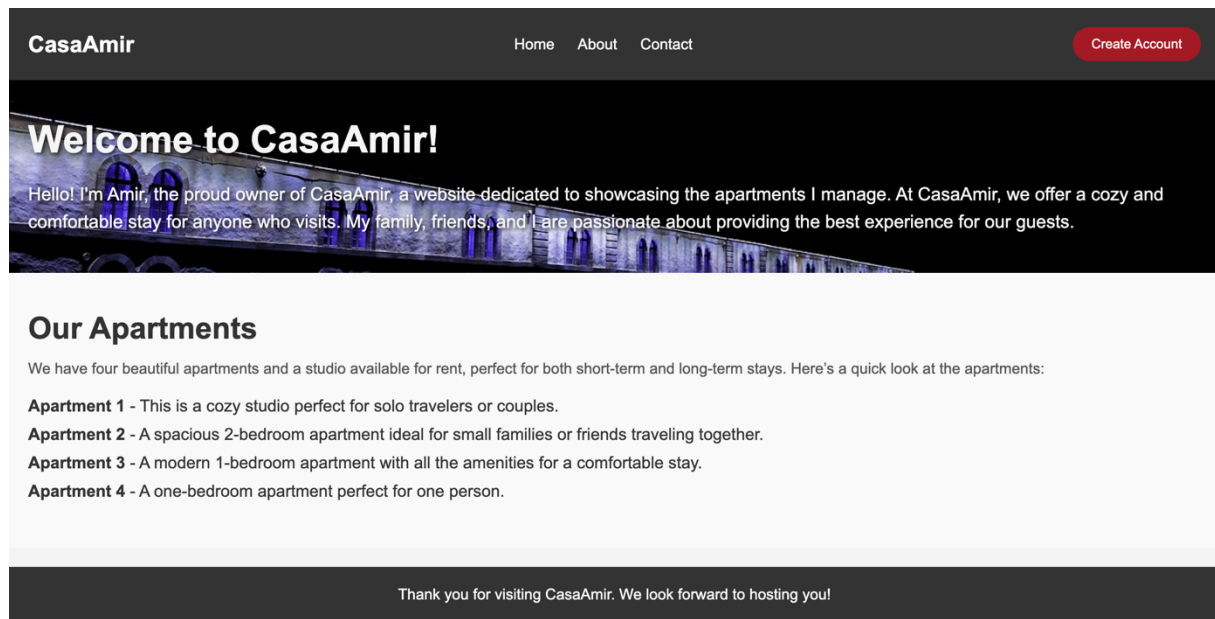 CasaAmir
Home About Contact
Create Account
Welcome to CasaAmir!
Hello! I'm Amir, the proud owner of CasaAmir, a website dedicated to showcasing the apartments I manage. At CasaAmir, we offer a cozy and
comfortable stay for anyone who visits. My family, friends, and I are passionate about providing the best experience for our guests.
Our Apartments
We have four beautiful apartments and a studio available for rent, perfect for both short-term and long-term stays. Here’s a quick look at the apartments:
Apartment 1 - This is a cozy studio perfect for solo travelers or couples.
Apartment 2 - A spacious 2-bedroom apartment ideal for small families or friends traveling together.
Apartment 3 - A modern 1-bedroom apartment with all the amenities for a comfortable stay.
Apartment 4 - A one-bedroom apartment perfect for one person.
Thank you for visiting CasaAmir. We look forward to hosting you!